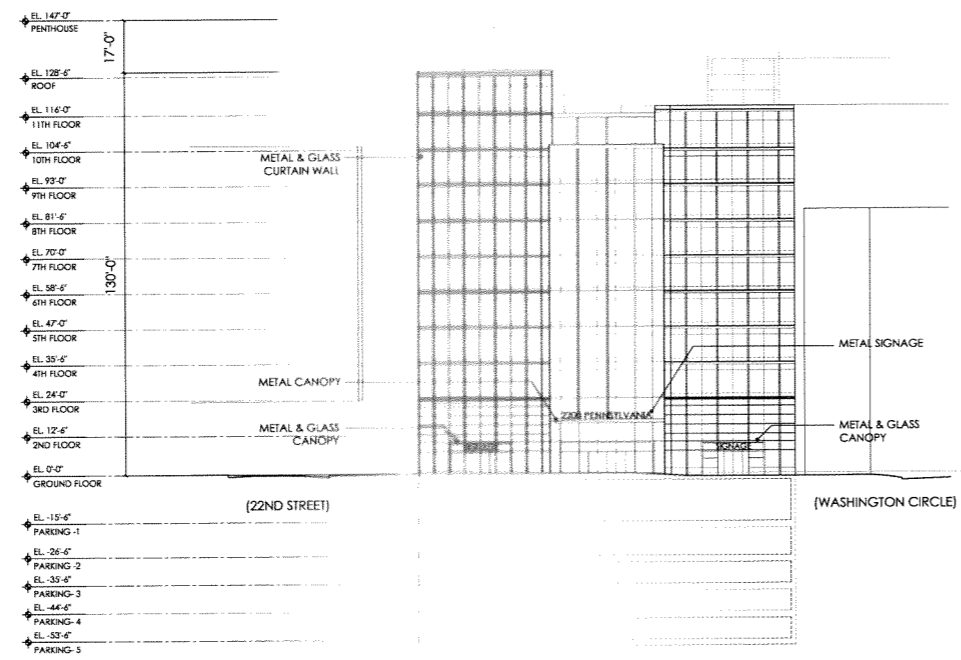 EL. 147'-0"
PENTHOUSE
17'-0"
EL. 128'-6"
ROOF
EL. 116'-0"
11TH FLOOR
EL. 104'-6"
10TH FLOOR
METAL & GLASS
CURTAIN WALL
EL. 93'-0"
9TH FLOOR
EL. 81'-6"
8TH FLOOR
EL. 70'-0"
7TH FLOOR
130'-0"
EL. 58'-6"
6TH FLOOR
EL. 47'-0"
5TH FLOOR
METAL SIGNAGE
EL. 35'-6"
4TH FLOOR
METAL CANOPY
EL. 24'-0"
3RD FLOOR
2200 PENNSYLVANIA
EL. 12'-6"
2ND FLOOR
METAL & GLASS
CANOPY
METAL & GLASS
CANOPY
SIGNAGE
EL. 0'-0"
GROUND FLOOR
(22ND STREET)
(WASHINGTON CIRCLE)
EL. -15'-6"
PARKING -1
EL. -26'-6"
PARKING -2
EL. -35'-6"
PARKING- 3
EL. -44'-6"
PARKING- 4
EL. -53'-6"
PARKING- 5